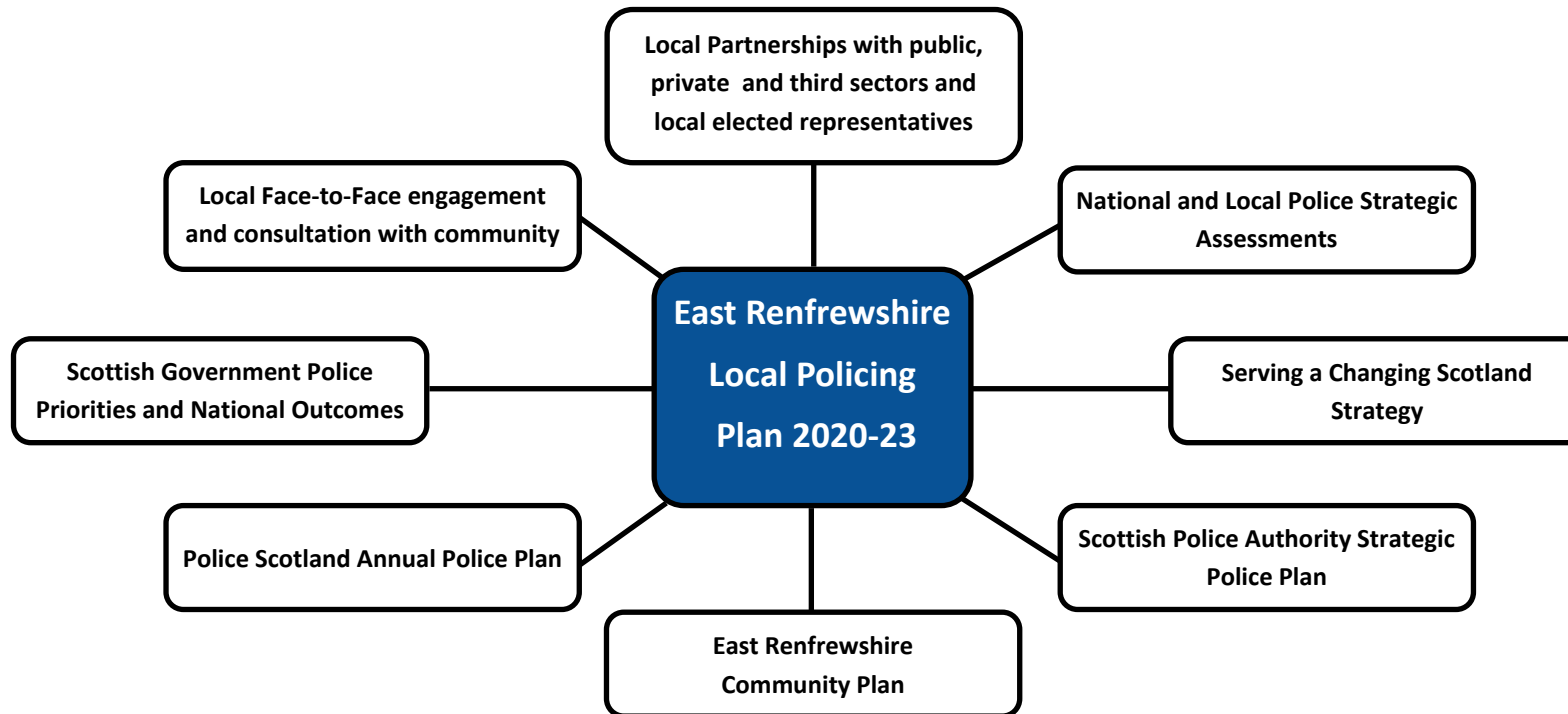 Local Partnerships with public,
private and third sectors and
local elected representatives
Local Face-to-Face engagement
and consultation with community
National and Local Police Strategic
Assessments
East Renfrewshire
Local Policing
Plan 2020-23
Scottish Government Police
Priorities and National Outcomes
Serving a Changing Scotland
Strategy
Police Scotland Annual Police Plan
Scottish Police Authority Strategic
Police Plan
East Renfrewshire
Community Plan